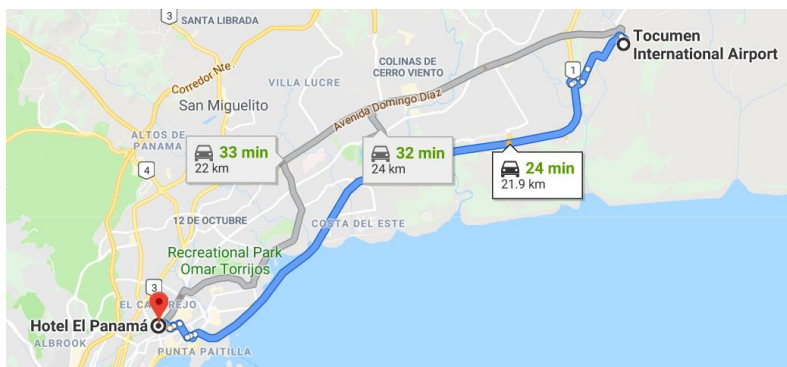 3
SANTA LIBRADA
Tocumen
International Airport
COLINAS DE
CERRO VIENTO
Corredor Nte.
VILLA LUCRE
1
San Miguelito
Avenida Domingo Díaz
ALTOS DE
PANAMA
33 min
22 km
32 min
24 km
24 min
21.9 km
4
12 DE OCTUBRE
COSTA DEL ESTE
Recreational Park
Omar Torrijos
3
Hotel El Panamá
ALBROOK
PUNTA PAITILLA